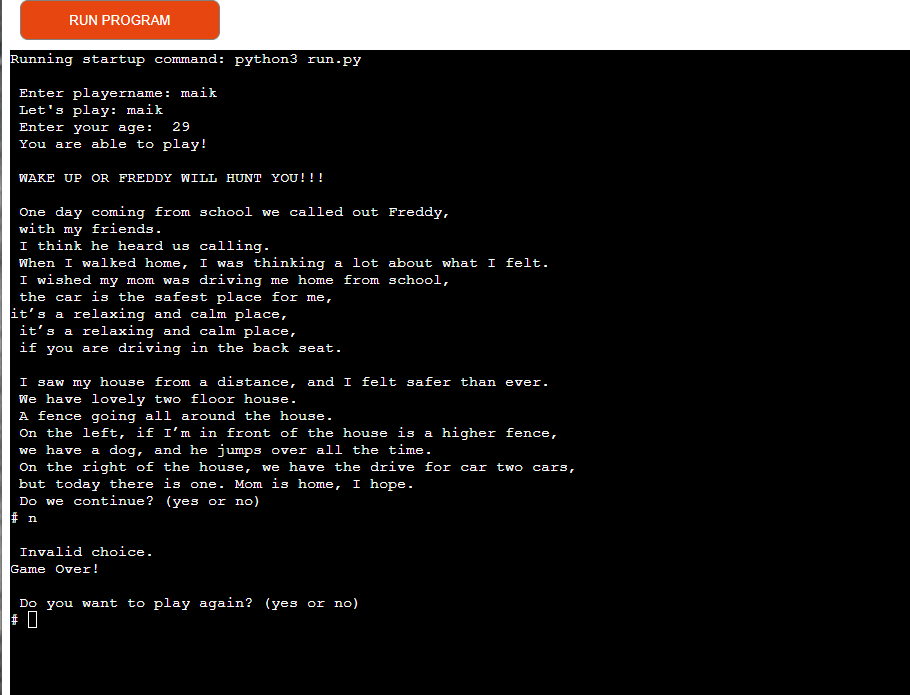 RUN PROGRAM
Running startup command: python3 run.py
Enter playername: maik
Let's play: maik
Enter your age:  29
You are able to play!
WAKE UP OR FREDDY WILL HUNT YOU!!!
One day coming from school we called out Freddy,
with my friends.
I think he heard us calling.
When I walked home, I was thinking a lot about what I felt.
I wished my mom was driving me home from school,
the car is the safest place for me,
it’s a relaxing and calm place,
it’s a relaxing and calm place,
if you are driving in the back seat.
I saw my house from a distance, and I felt safer than ever.
We have lovely two floor house.
A fence going all around the house.
On the left, if I’m in front of the house is a higher fence,
we have a dog, and he jumps over all the time.
On the right of the house, we have the drive for car two cars,
but today there is one. Mom is home, I hope.
Do we continue? (yes or no)
# n
Invalid choice.
Game Over!
Do you want to play again? (yes or no)
#